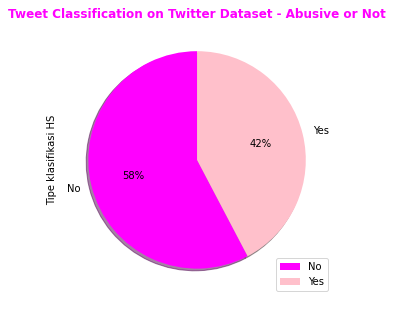 Tweet Classification on Twitter Dataset - Abusive or Not
Yes
42%
Tipe klasifikasi HS
58%
No
No
Yes